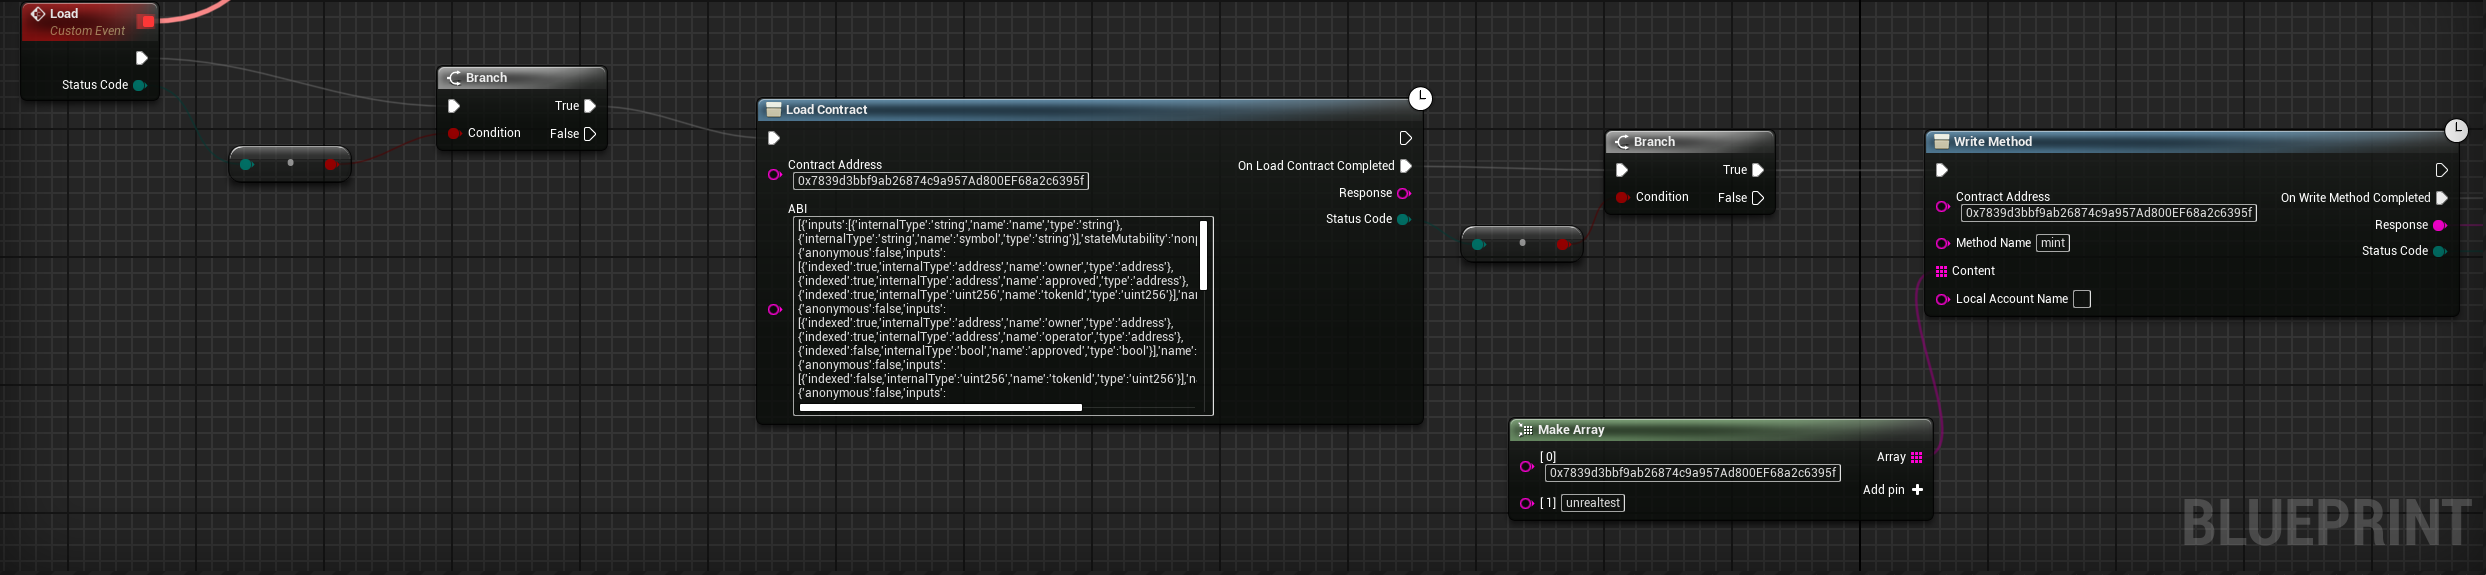 Load
Custom Event
Status Code
Branch
True
Condition
False
Load Contract
Contract Address
0x7839d3bbf9ab26874c9a957Ad800EF68a2c6395f
ABI
[{'inputs':[{'internalType':'string','name':'name','type':'string'},
{'internalType':'string','name':'symbol','type':'string'}],'stateMutability':'nonp
{'anonymous':false,'inputs':
[{'indexed':true,'internalType':'address','name':'owner','type':'address'},
{'indexed':true,'internalType':'address','name':'approved','type':'address'},
{'indexed':true,'internalType':'uint256','name':'tokenId','type':'uint256'}],'nar
{'anonymous':false,'inputs':
[{'indexed':true,'internalType':'address','name':'owner','type':'address'},
{'indexed':true,'internalType':'address','name':'operator','type':'address'},
{'indexed':false,'internalType':'bool','name':'approved','type':'bool'}],'name':
{'anonymous':false,'inputs':
[{'indexed':false,'internalType':'uint256','name':'tokenId','type':'uint256'}],'n
{'anonymous':false,'inputs':
On Load Contract Completed
Response
Status Code
Branch
True
Condition
False
Write Method
Contract Address
0x7839d3bbf9ab26874c9a957Ad800EF68a2c6395f
Method Name mint
Content
Local Account Name
On Write Method Completed
Response
Status Code
Make Array
[ 0]
0x7839d3bbf9ab26874c9a957Ad800EF68a2c6395f
[ 1] unrealtest
Array
Add pin +
BLUEPRINT